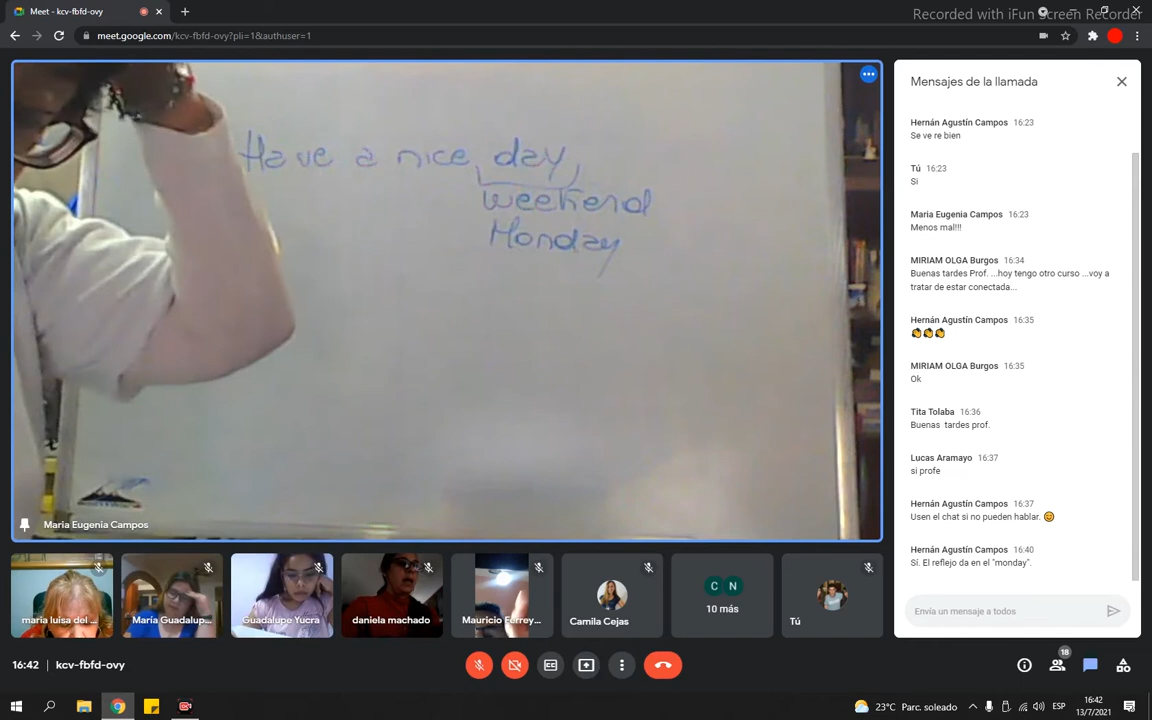 Meet - kcv-fbfd-ovy
Recorded with iFun Screen Recorder
meet.google.com/kcv-fbfd-ovy?pli=1&authuser=1
Have a nice day,
weekend
Monday
Maria Eugenia Campos
maria luisa del ...
María Guadalup...
Guadalupe Yucra
daniela machado
Mauricio Ferrey...
Camila Cejas
C N
10 más
Tú
16:42 | kcv-fbfd-ovy
Mensajes de la llamada
Hernán Agustín Campos 16:23
Se ve re bien
Tú 16:23
Si
Maria Eugenia Campos 16:23
Menos mal!!!
MIRIAM OLGA Burgos 16:34
Buenas tardes Prof. ...hoy tengo otro curso ...voy a
tratar de estar conectada...
Hernán Agustín Campos 16:35
👏👏👏
MIRIAM OLGA Burgos 16:35
Ok
Tita Tolaba 16:36
Buenas tardes prof.
Lucas Aramayo 16:37
si profe
Hernán Agustín Campos 16:37
Usen el chat si no pueden hablar. 😊
Hernán Agustín Campos 16:40
Sí. El reflejo da en el "monday".
Envía un mensaje a todos
18
23°C Parc. soleado
ESP
16:42
13/7/2021